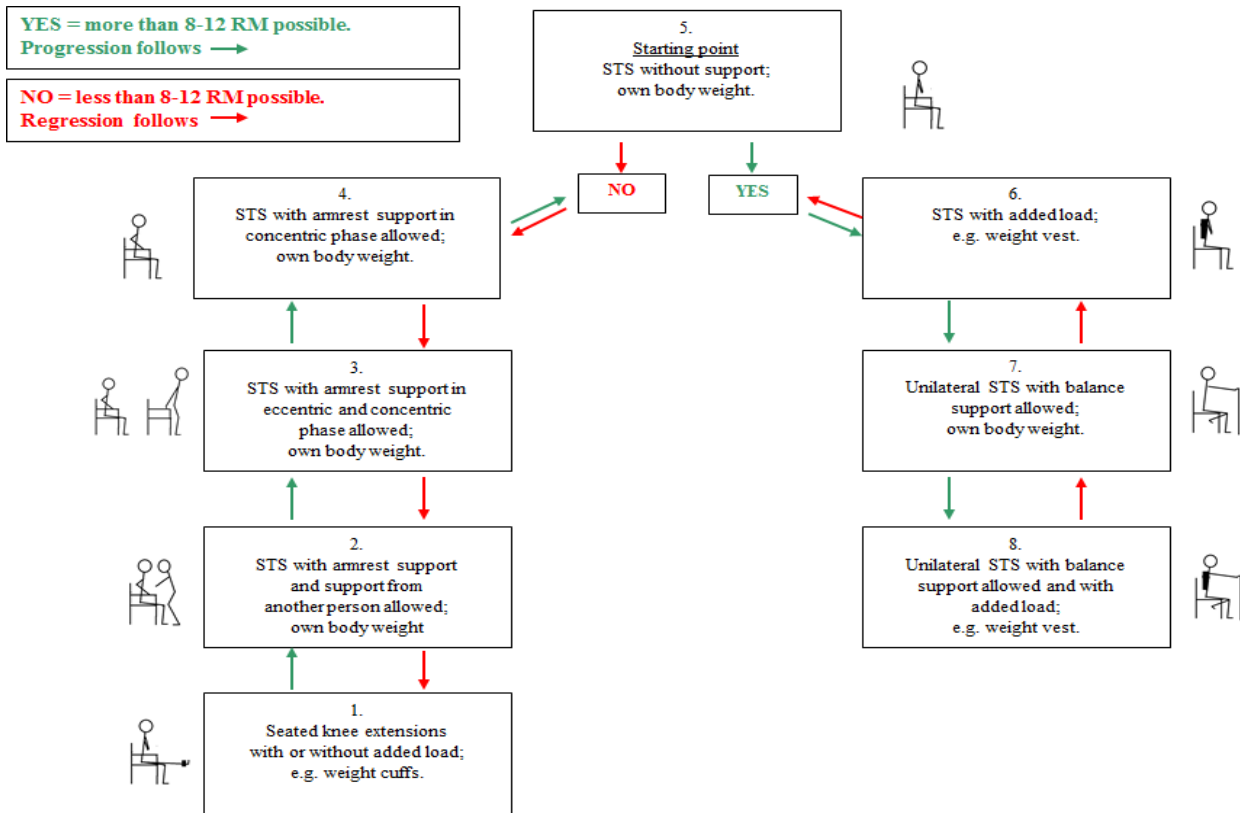 YES = more than 8-12 RM possible.
Progression follows
NO = less than 8-12 RM possible.
Regression follows
5.
Starting point
STS without support;
own body weight.
NO
YES
4.
STS with armrest support in
concentric phase allowed;
own body weight.
6.
STS with added load;
e.g. weight vest.
3.
STS with armrest support in
eccentric and concentric
phase allowed;
own body weight.
7.
Unilateral STS with balance
support allowed;
own body weight.
2.
STS with armrest support
and support from
another person allowed;
own body weight
8.
Unilateral STS with balance
support allowed and with
added load;
e.g. weight vest.
1.
Seated knee extensions
with or without added load;
e.g. weight cuffs.